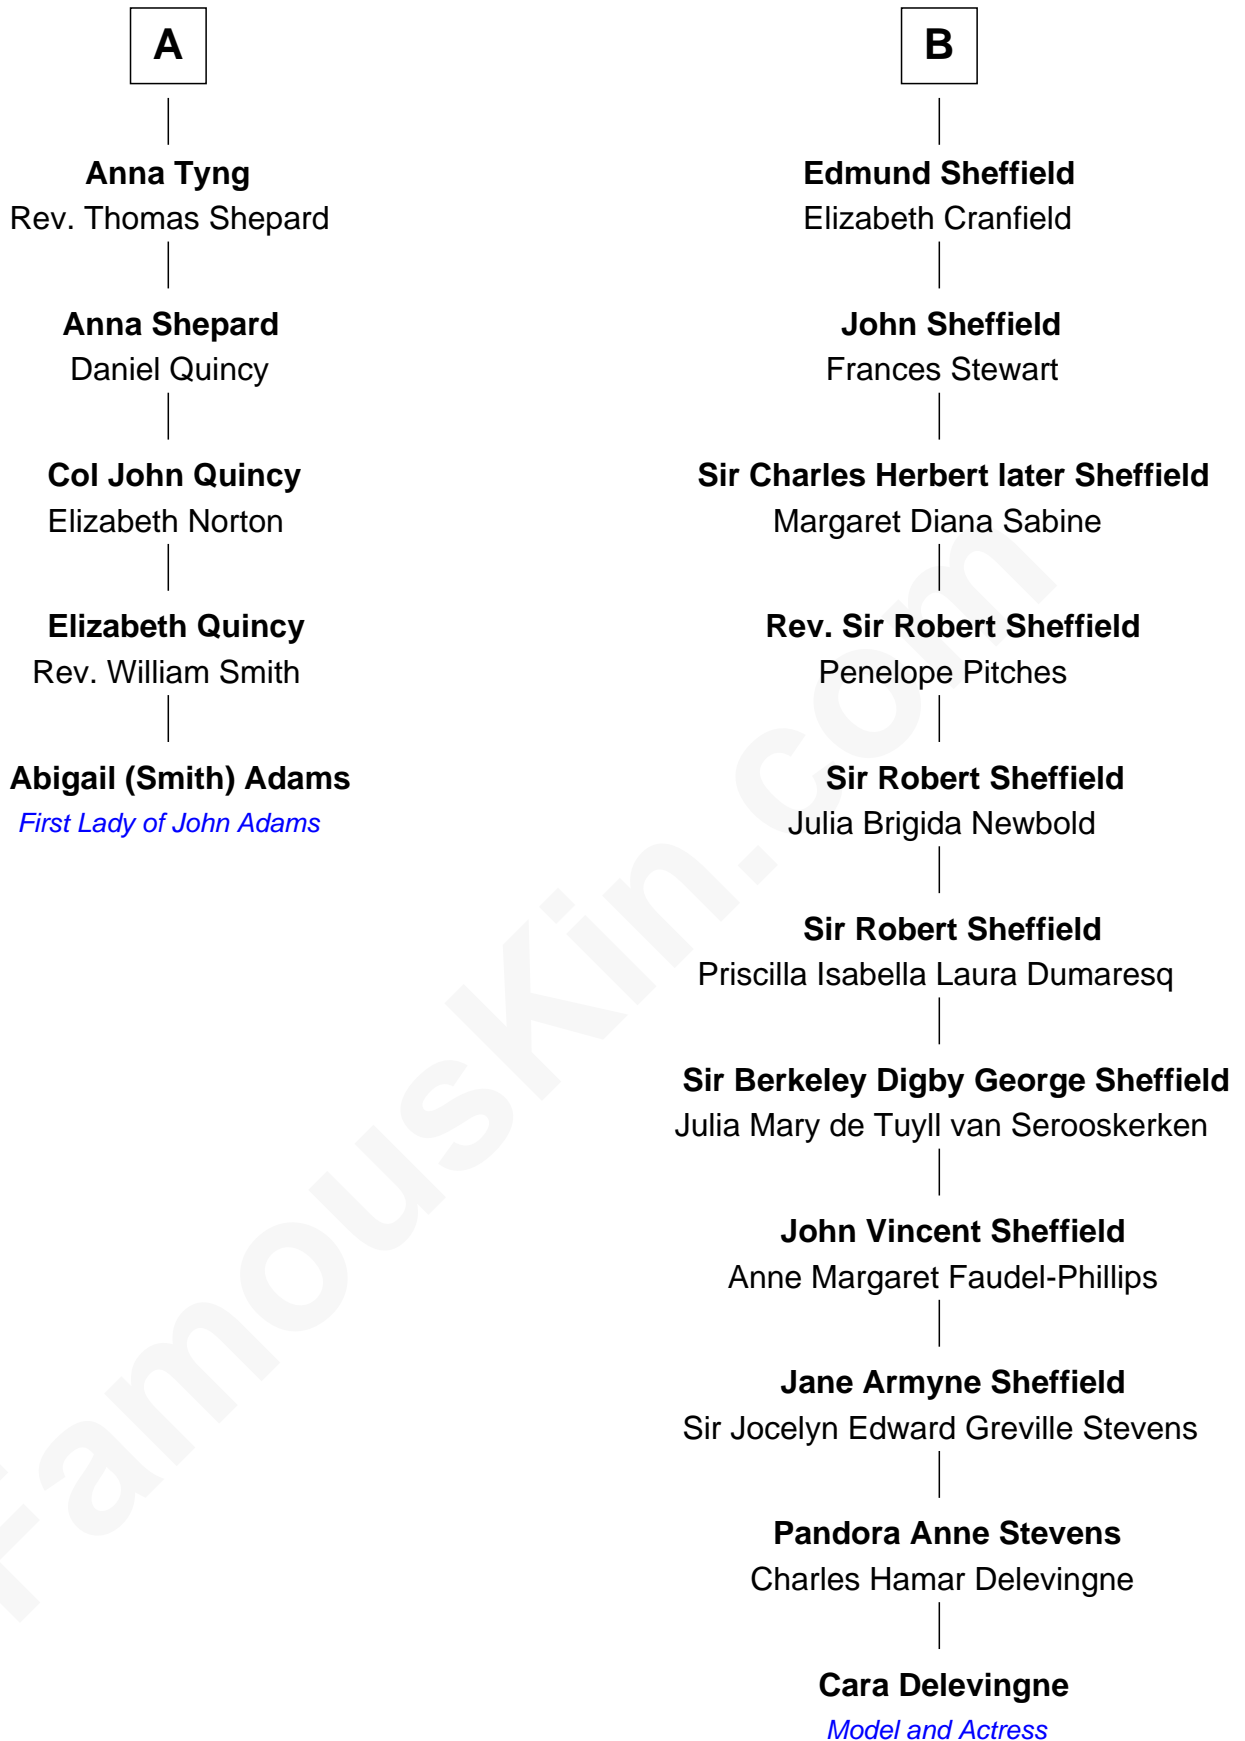 A
Anna Tyng
Rev. Thomas Shepard
Anna Shepard
Daniel Quincy
Col John Quincy
Elizabeth Norton
Elizabeth Quincy
Rev. William Smith
Abigail (Smith) Adams
First Lady of John Adams
B
Edmund Sheffield
Elizabeth Cranfield
John Sheffield
Frances Stewart
Sir Charles Herbert later Sheffield
Margaret Diana Sabine
Rev. Sir Robert Sheffield
Penelope Pitches
Sir Robert Sheffield
Julia Brigida Newbold
Sir Robert Sheffield
Priscilla Isabella Laura Dumaresq
Sir Berkeley Digby George Sheffield
Julia Mary de Tuyll van Serooskerken
John Vincent Sheffield
Anne Margaret Faudel-Phillips
Jane Armyne Sheffield
Sir Jocelyn Edward Greville Stevens
Pandora Anne Stevens
Charles Hamar Delevingne
Cara Delevingne
Model and Actress
FamousKin.com